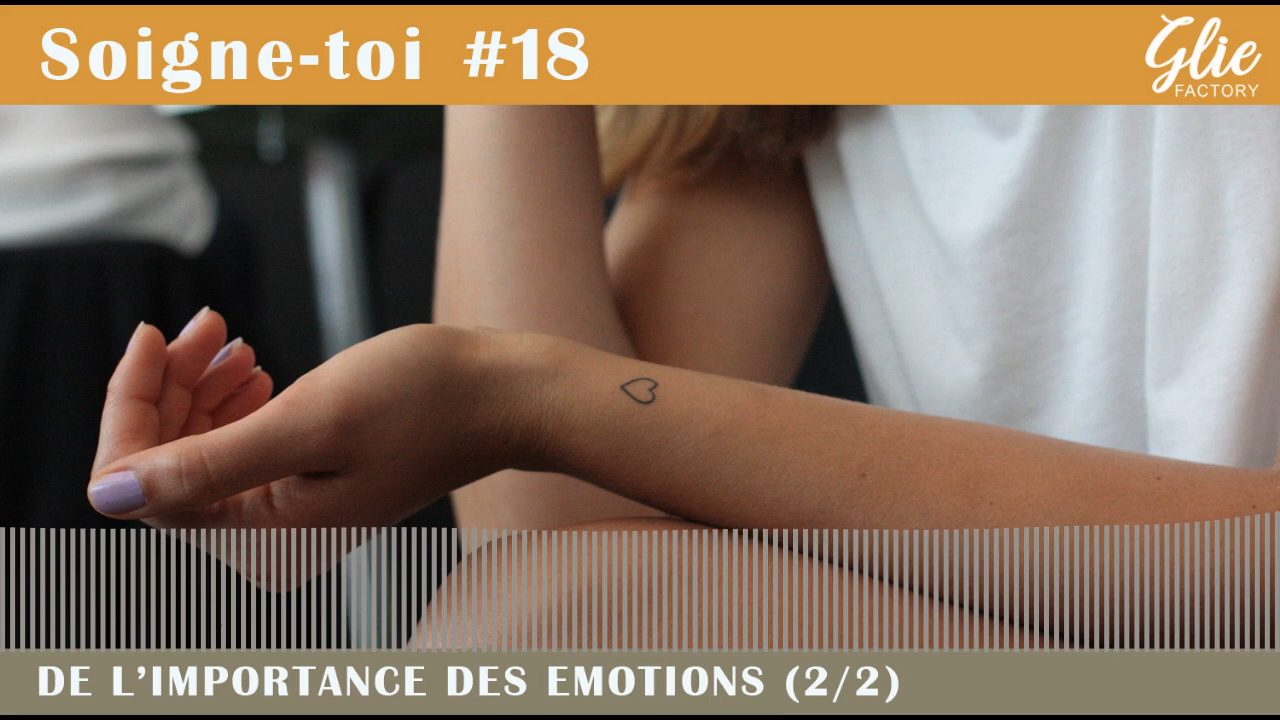 Soigne-toi #18
Glie
FACTORY
DE L’IMPORTANCE DES EMOTIONS (2/2)